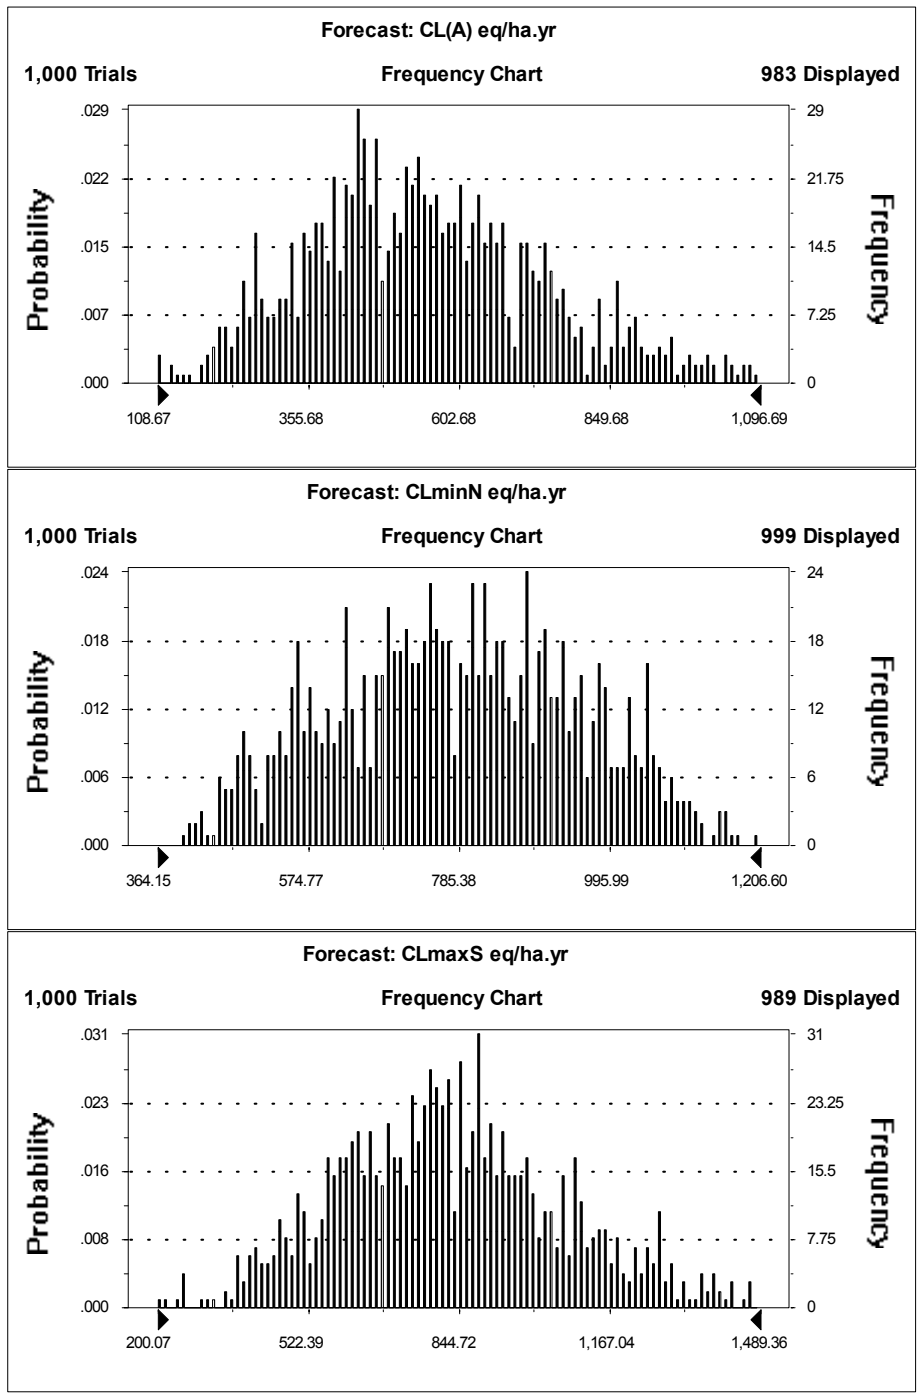 Forecast: CL(A) eq/ha.yr
1,000 Trials Frequency Chart 983 Displayed
.029 29
.022 21.75
.015 14.5
.007 7.25
.000 0
Probability
Frequency
108.67 355.68 602.68 849.68 1,096.69
Forecast: CLminN eq/ha.yr
1,000 Trials Frequency Chart 999 Displayed
.024 24
.018 18
.012 12
.006 6
.000 0
Probability
Frequency
364.15 574.77 785.38 995.99 1,206.60
Forecast: CLmaxS eq/ha.yr
1,000 Trials Frequency Chart 989 Displayed
.031 31
.023 23.25
.016 15.5
.008 7.75
.000 0
Probability
Frequency
200.07 522.39 844.72 1,167.04 1,489.36